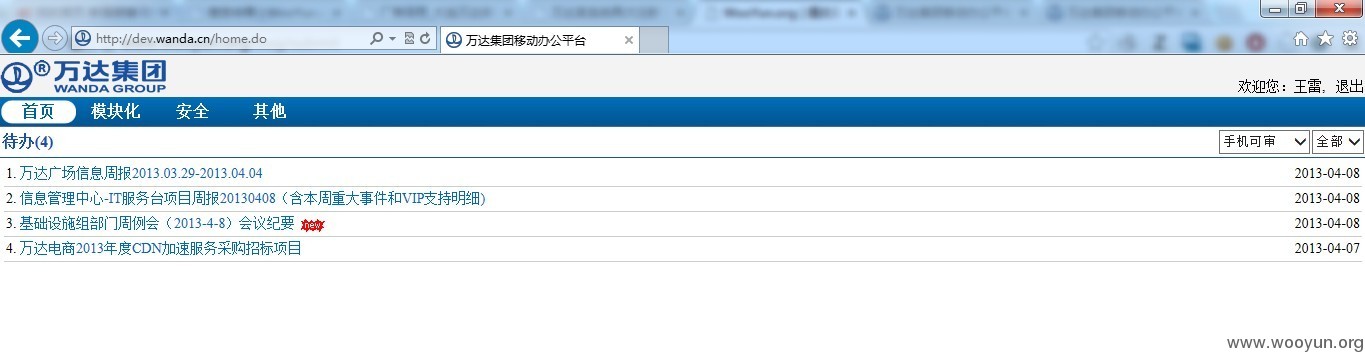 http://dev.wanda.cn/home.do
万达集团移动办公平台
® 万达集团
WANDA GROUP
欢迎您：王雷，退出
首页 模块化 安全 其他
待办(4) 手机可审 全部
1. 万达广场信息周报2013.03.29-2013.04.04 2013-04-08
2. 信息管理中心-IT服务台项目周报20130408（含本周重大事件和VIP支持明细) 2013-04-08
3. 基础设施组部门周例会（2013-4-8）会议纪要 new 2013-04-08
4. 万达电商2013年度CDN加速服务采购招标项目 2013-04-07
www.wooyun.org